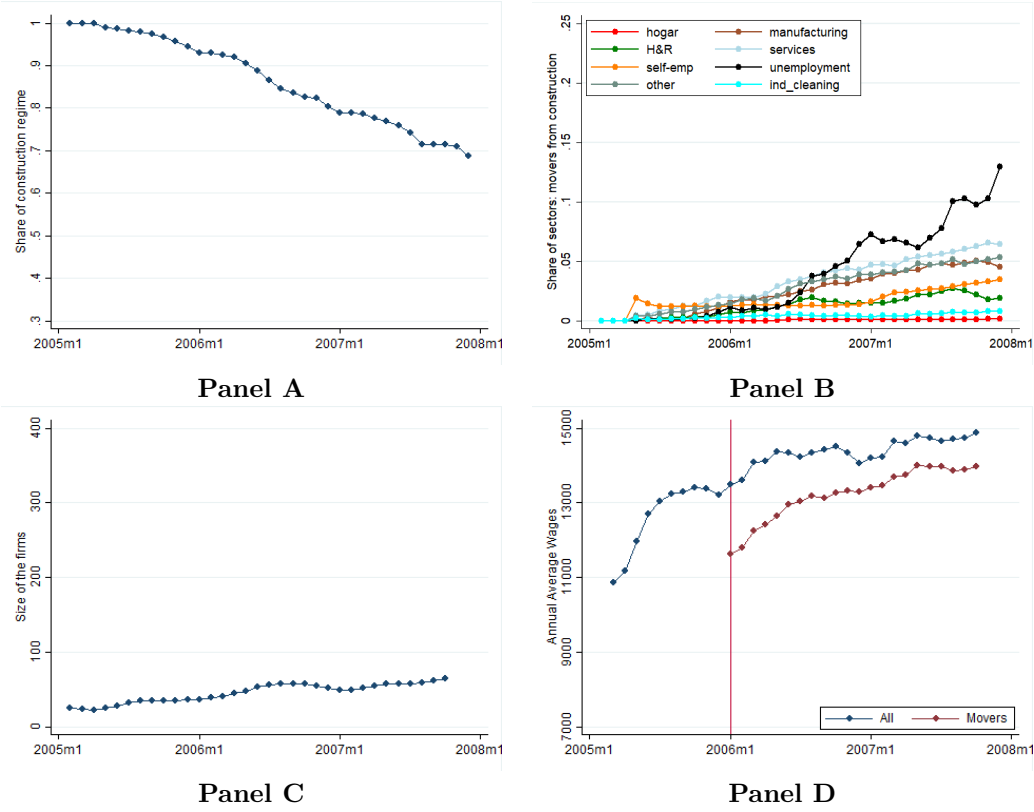 Share of construction regime
1
.9
.8
.7
.6
.5
.4
.3
2005m1 2006m1 2007m1 2008m1
Panel A
Share of sectors: movers from construction
.25
.2
.15
.1
.05
0
hogar manufacturing
H&R services
self-emp unemployment
other ind_cleaning
2005m1 2006m1 2007m1 2008m1
Panel B
Size of the firms
400
300
200
100
0
2005m1 2006m1 2007m1 2008m1
Panel C
Annual Average Wages
15000
13000
11000
9000
7000
All Movers
2005m1 2006m1 2007m1 2008m1
Panel D